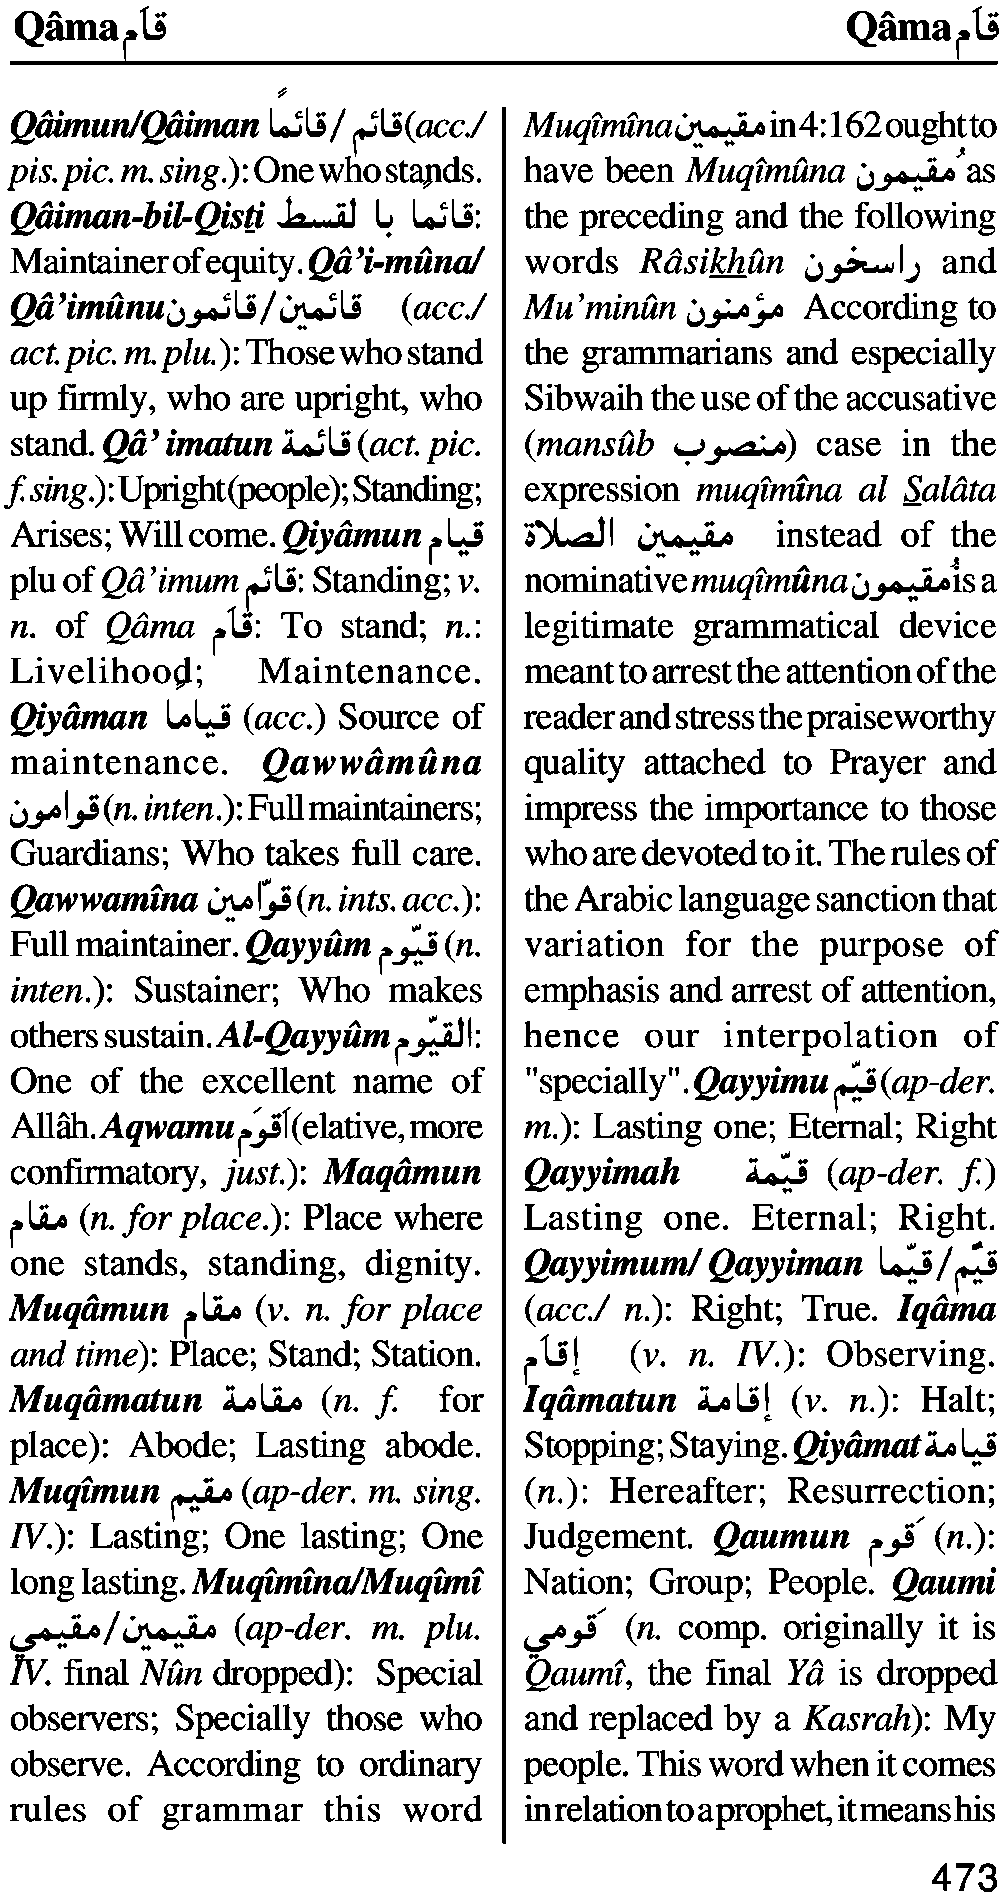 Qâma قاَم
Qâma قاَم
Qâimun/Qâiman قائم / قائماً (acc./
pis. pic. m. sing.): One who stands.
Qâiman-bil-Qisti قائما با لقسط:
Maintainer of equity. Qâ’i-mûna/
Qâ’imûnu قائمين/قائمون (acc./
act. pic. m. plu.): Those who stand
up firmly, who are upright, who
stand. Qâ’ imatun قائمة (act. pic.
f. sing.): Upright (people); Standing;
Arises; Will come. Qiyâmun قيام
plu of Qâ’imum قائم: Standing; v.
n. of Qâma قاَم: To stand; n.:
Livelihood; Maintenance.
Qiyâman قياما (acc.) Source of
maintenance. Qawwâmûna
قوامون (n. inten.): Full maintainers;
Guardians; Who takes full care.
Qawwamîna قوّامين (n. ints. acc.):
Full maintainer. Qayyûm قيّوم (n.
inten.): Sustainer; Who makes
others sustain. Al-Qayyûm القيّوم:
One of the excellent name of
Allâh. Aqwamu اَقوَم (elative, more
confirmatory, just.): Maqâmun
مقام (n. for place.): Place where
one stands, standing, dignity.
Muqâmun مقام (v. n. for place
and time): Place; Stand; Station.
Muqâmatun مقامة (n. f. for
place): Abode; Lasting abode.
Muqîmun مقيم (ap-der. m. sing.
IV.): Lasting; One lasting; One
long lasting. Muqîmîna/Muqîmî
مقيمين/مقيمي (ap-der. m. plu.
IV. final Nûn dropped): Special
observers; Specially those who
observe. According to ordinary
rules of grammar this word
Muqîmîna مقيمين in 4:162 ought to
have been Muqîmûna مقيمون as
the preceding and the following
words Râsikhûn راسخون and
Mu’minûn مؤمنون According to
the grammarians and especially
Sibwaih the use of the accusative
(mansûb منصوب) case in the
expression muqîmîna al Salâta
مقيمين الصلاة instead of the
nominative muqîmûna مقيمون is a
legitimate grammatical device
meant to arrest the attention of the
reader and stress the praiseworthy
quality attached to Prayer and
impress the importance to those
who are devoted to it. The rules of
the Arabic language sanction that
variation for the purpose of
emphasis and arrest of attention,
hence our interpolation of
"specially". Qayyimu قيّم (ap-der.
m.): Lasting one; Eternal; Right
Qayyimah قيّمة (ap-der. f.)
Lasting one. Eternal; Right.
Qayyimum/ Qayyiman قيّم/قيّما
(acc./ n.): Right; True. Iqâma
إقاَم (v. n. IV.): Observing.
Iqâmatun إقامة (v. n.): Halt;
Stopping; Staying. Qiyâmat قيامة
(n.): Hereafter; Resurrection;
Judgement. Qaumun قَوم (n.):
Nation; Group; People. Qaumi
قَومي (n. comp. originally it is
Qaumî, the final Yâ is dropped
and replaced by a Kasrah): My
people. This word when it comes
in relation to a prophet, it means his
473